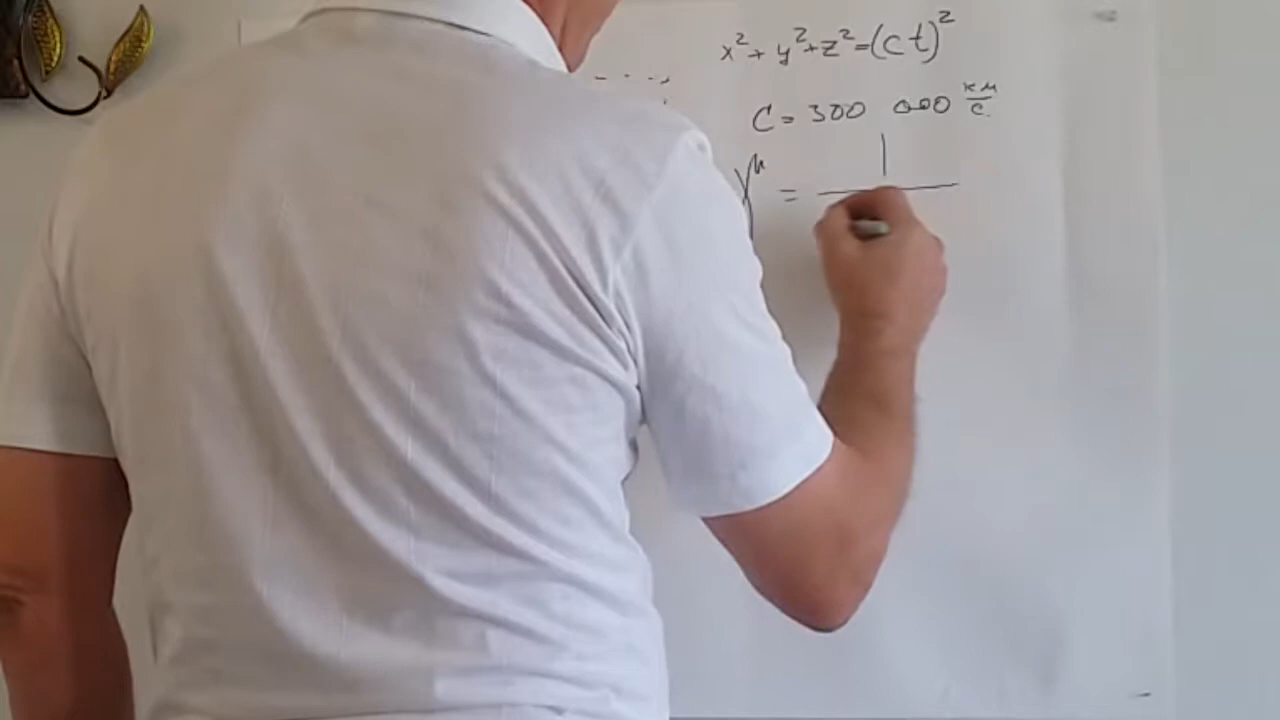 x² + y² + z² = (ct)²
C = 300 000 км/с.
γ = 1/